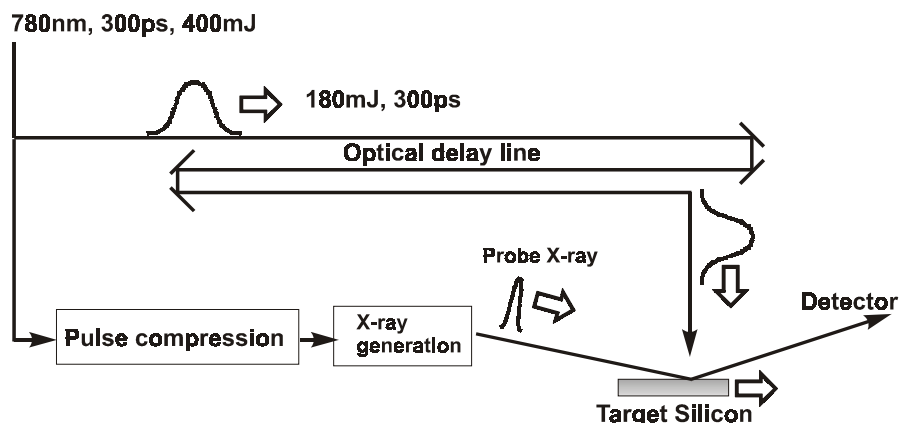 780nm, 300ps, 400mJ
180mJ, 300ps
Optical delay line
Probe X-ray
Detector
Pulse compression
X-ray
generation
Target Silicon